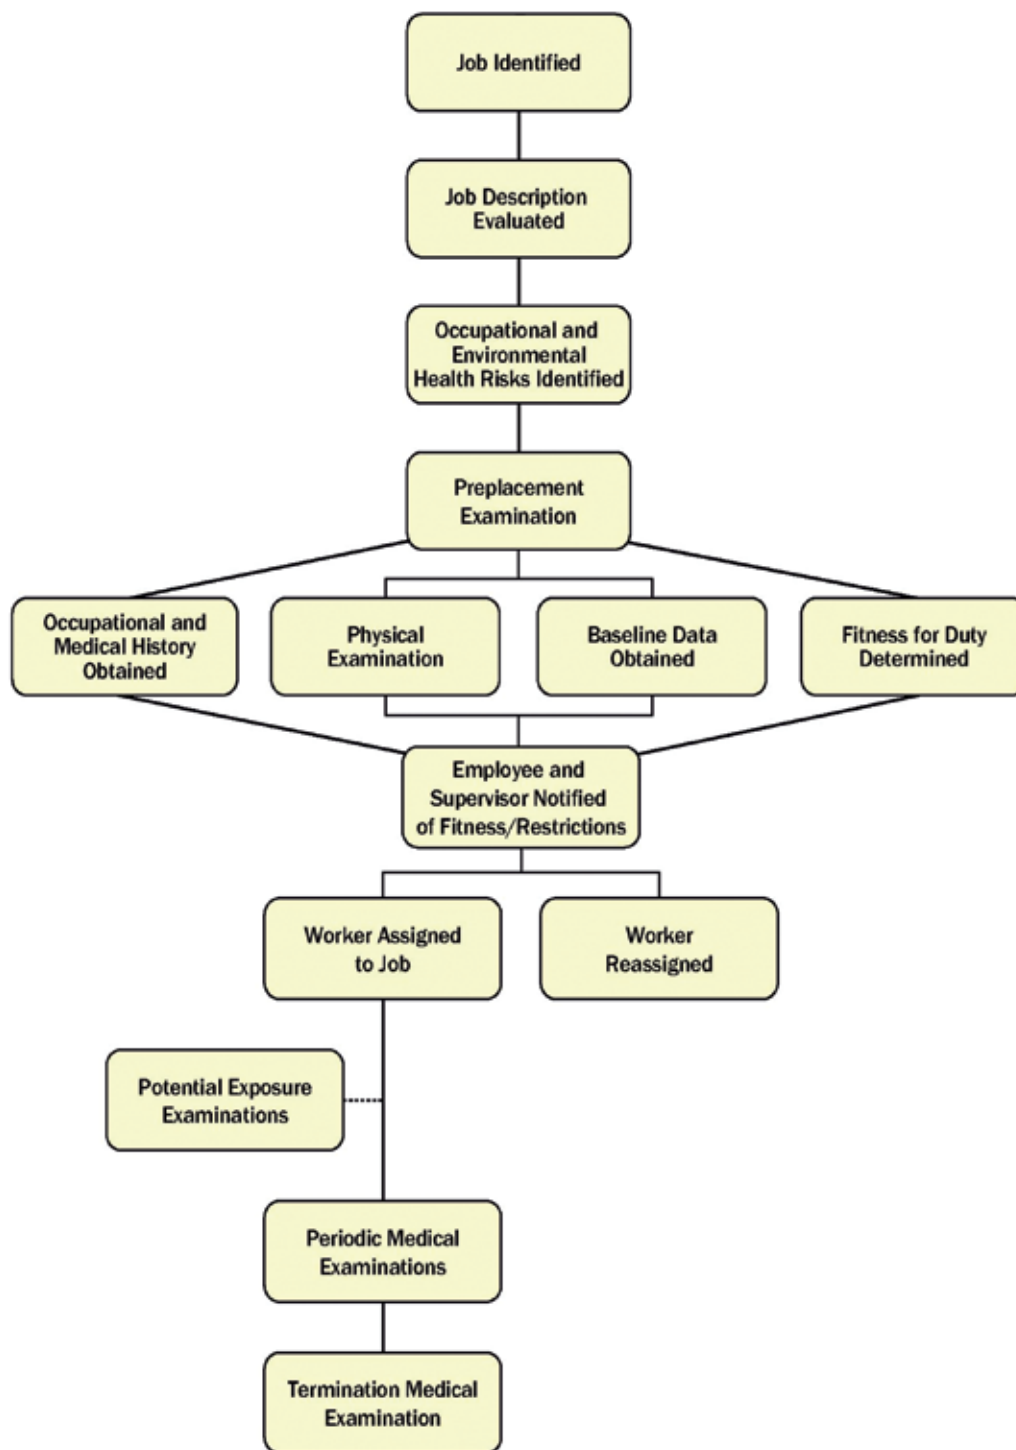 Job Identified
Job Description
Evaluated
Occupational and
Environmental
Health Risks Identified
Preplacement
Examination
Occupational and
Medical History
Obtained
Physical
Examination
Baseline Data
Obtained
Fitness for Duty
Determined
Employee and
Supervisor Notified
of Fitness/Restrictions
Worker Assigned
to Job
Worker
Reassigned
Potential Exposure
Examinations
Periodic Medical
Examinations
Termination Medical
Examination